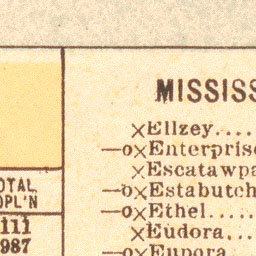 MISSISS
×Ellzey....
—o×Enterprise
×Escatawpa
—o×Estabutch
—o×Ethel....
×Eudora...
—o×Eupora
OTAL
OPL'N
111
987